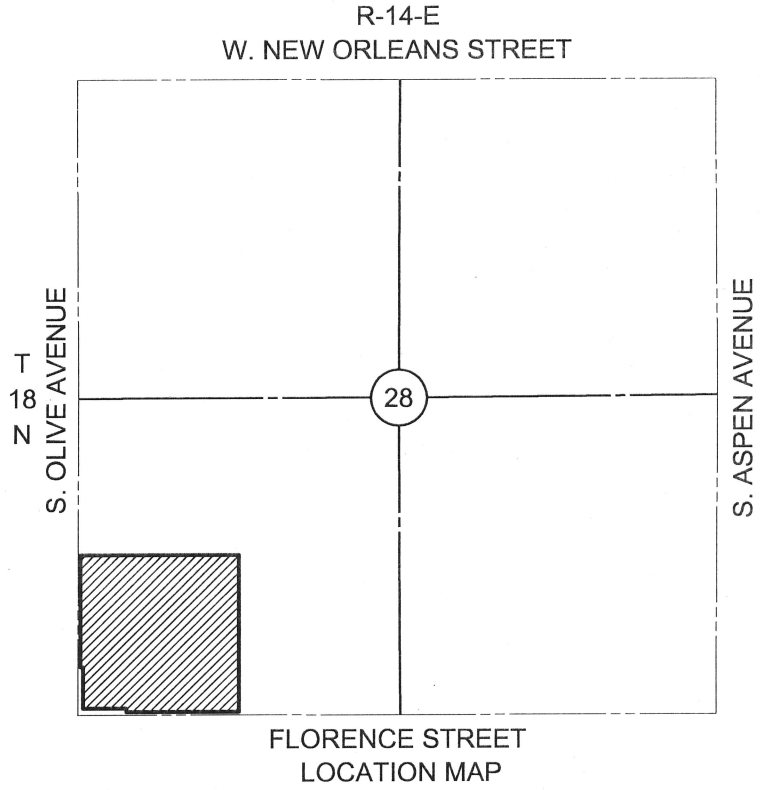 R-14-E
W. NEW ORLEANS STREET
S. OLIVE AVENUE
T
18
N
28
S. ASPEN AVENUE
FLORENCE STREET
LOCATION MAP